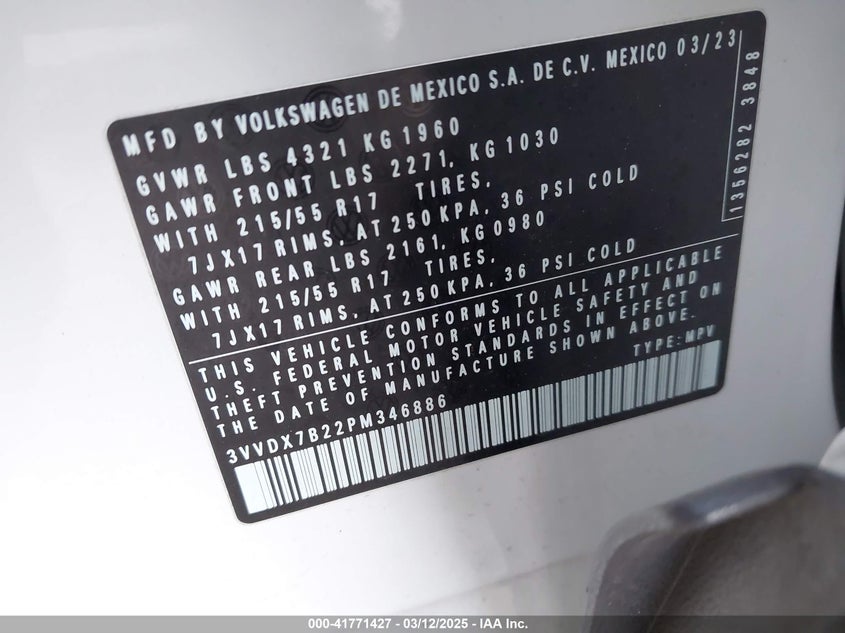 MFD BY VOLKSWAGEN DE MEXICO S.A. DE C.V. MEXICO 03/23
GVWR LBS 4321 KG 1960
GAWR FRONT LBS 2271, KG 1030
WITH 215/55 R17 TIRES,
7JX17 RIMS, AT 250 KPA, 36 PSI COLD
GAWR REAR LBS 2161, KG 0980
WITH 215/55 R17 TIRES,
7JX17 RIMS, AT 250 KPA, 36 PSI COLD
THIS VEHICLE CONFORMS TO ALL APPLICABLE
U.S. FEDERAL MOTOR VEHICLE SAFETY AND
THEFT PREVENTION STANDARDS IN EFFECT ON
THE DATE OF MANUFACTURE SHOWN ABOVE.
3VVDX7B22PM346886 TYPE:MPV
1356282 3848
000-41771427 - 03/12/2025 - IAA Inc.